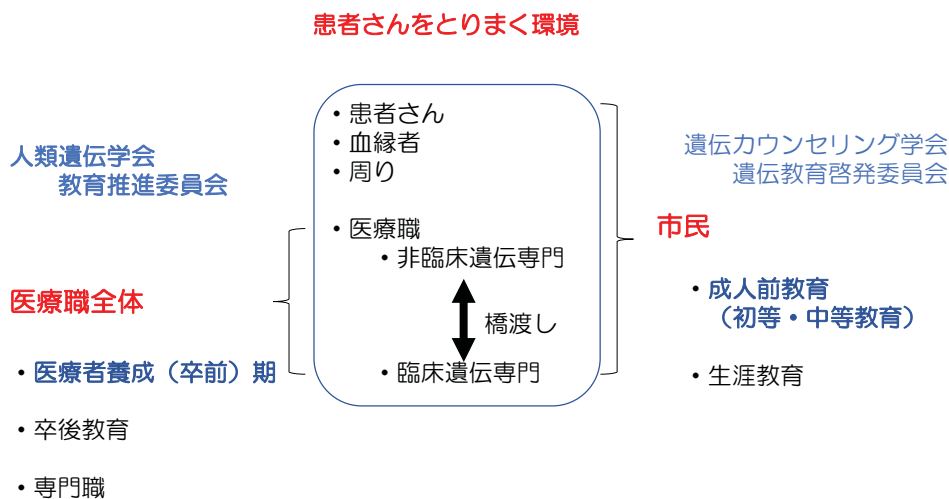 患者さんをとりまく環境
人類遺伝学会
教育推進委員会
医療職全体
・医療者養成（卒前）期
・卒後教育
・専門職
・患者さん
・血縁者
・周り
・医療職
・非臨床遺伝専門
橋渡し
・臨床遺伝専門
遺伝カウンセリング学会
遺伝教育啓発委員会
市民
・成人前教育
（初等・中等教育）
・生涯教育